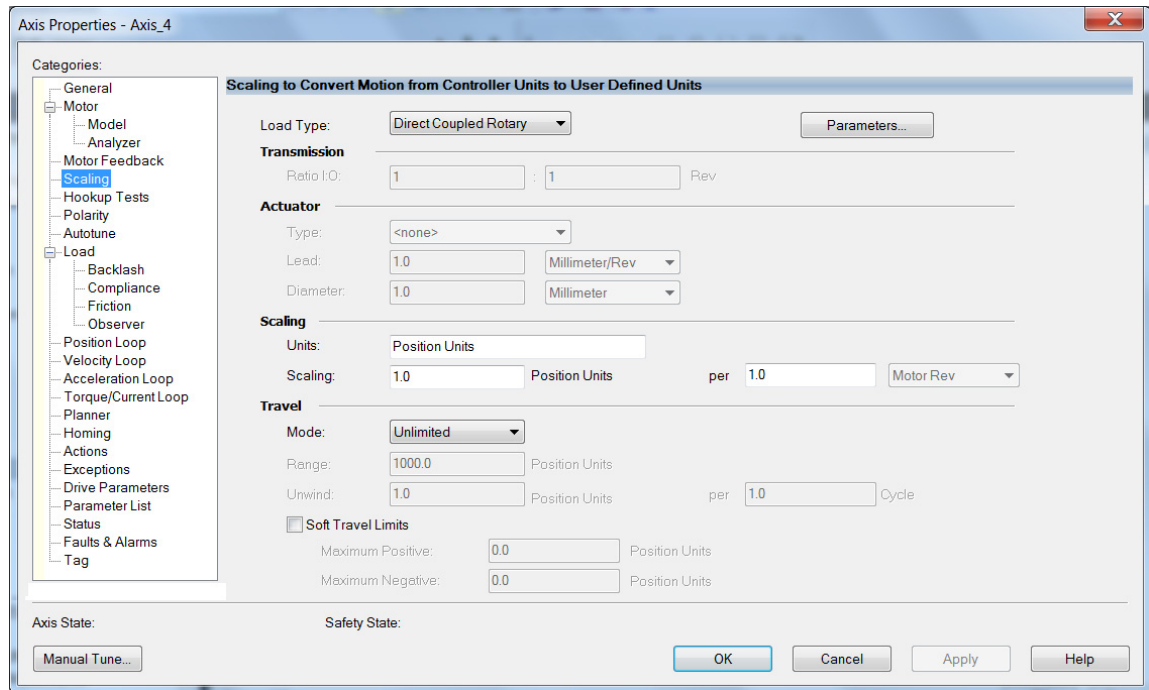 Axis Properties - Axis_4
Categories:
General
Motor
Model
Analyzer
Motor Feedback
Scaling
Hookup Tests
Polarity
Autotune
Load
Backlash
Compliance
Friction
Observer
Position Loop
Velocity Loop
Acceleration Loop
Torque/Current Loop
Planner
Homing
Actions
Exceptions
Drive Parameters
Parameter List
Status
Faults & Alarms
Tag
Scaling to Convert Motion from Controller Units to User Defined Units
Load Type: Direct Coupled Rotary Parameters...
Transmission
Ratio I:O: 1 : 1 Rev
Actuator
Type: <none>
Lead: 1.0 Millimeter/Rev
Diameter: 1.0 Millimeter
Scaling
Units: Position Units
Scaling: 1.0 Position Units per 1.0 Motor Rev
Travel
Mode: Unlimited
Range: 1000.0 Position Units
Unwind: 1.0 Position Units per 1.0 Cycle
Soft Travel Limits
Maximum Positive: 0.0 Position Units
Maximum Negative: 0.0 Position Units
Axis State: Safety State:
Manual Tune... OK Cancel Apply Help